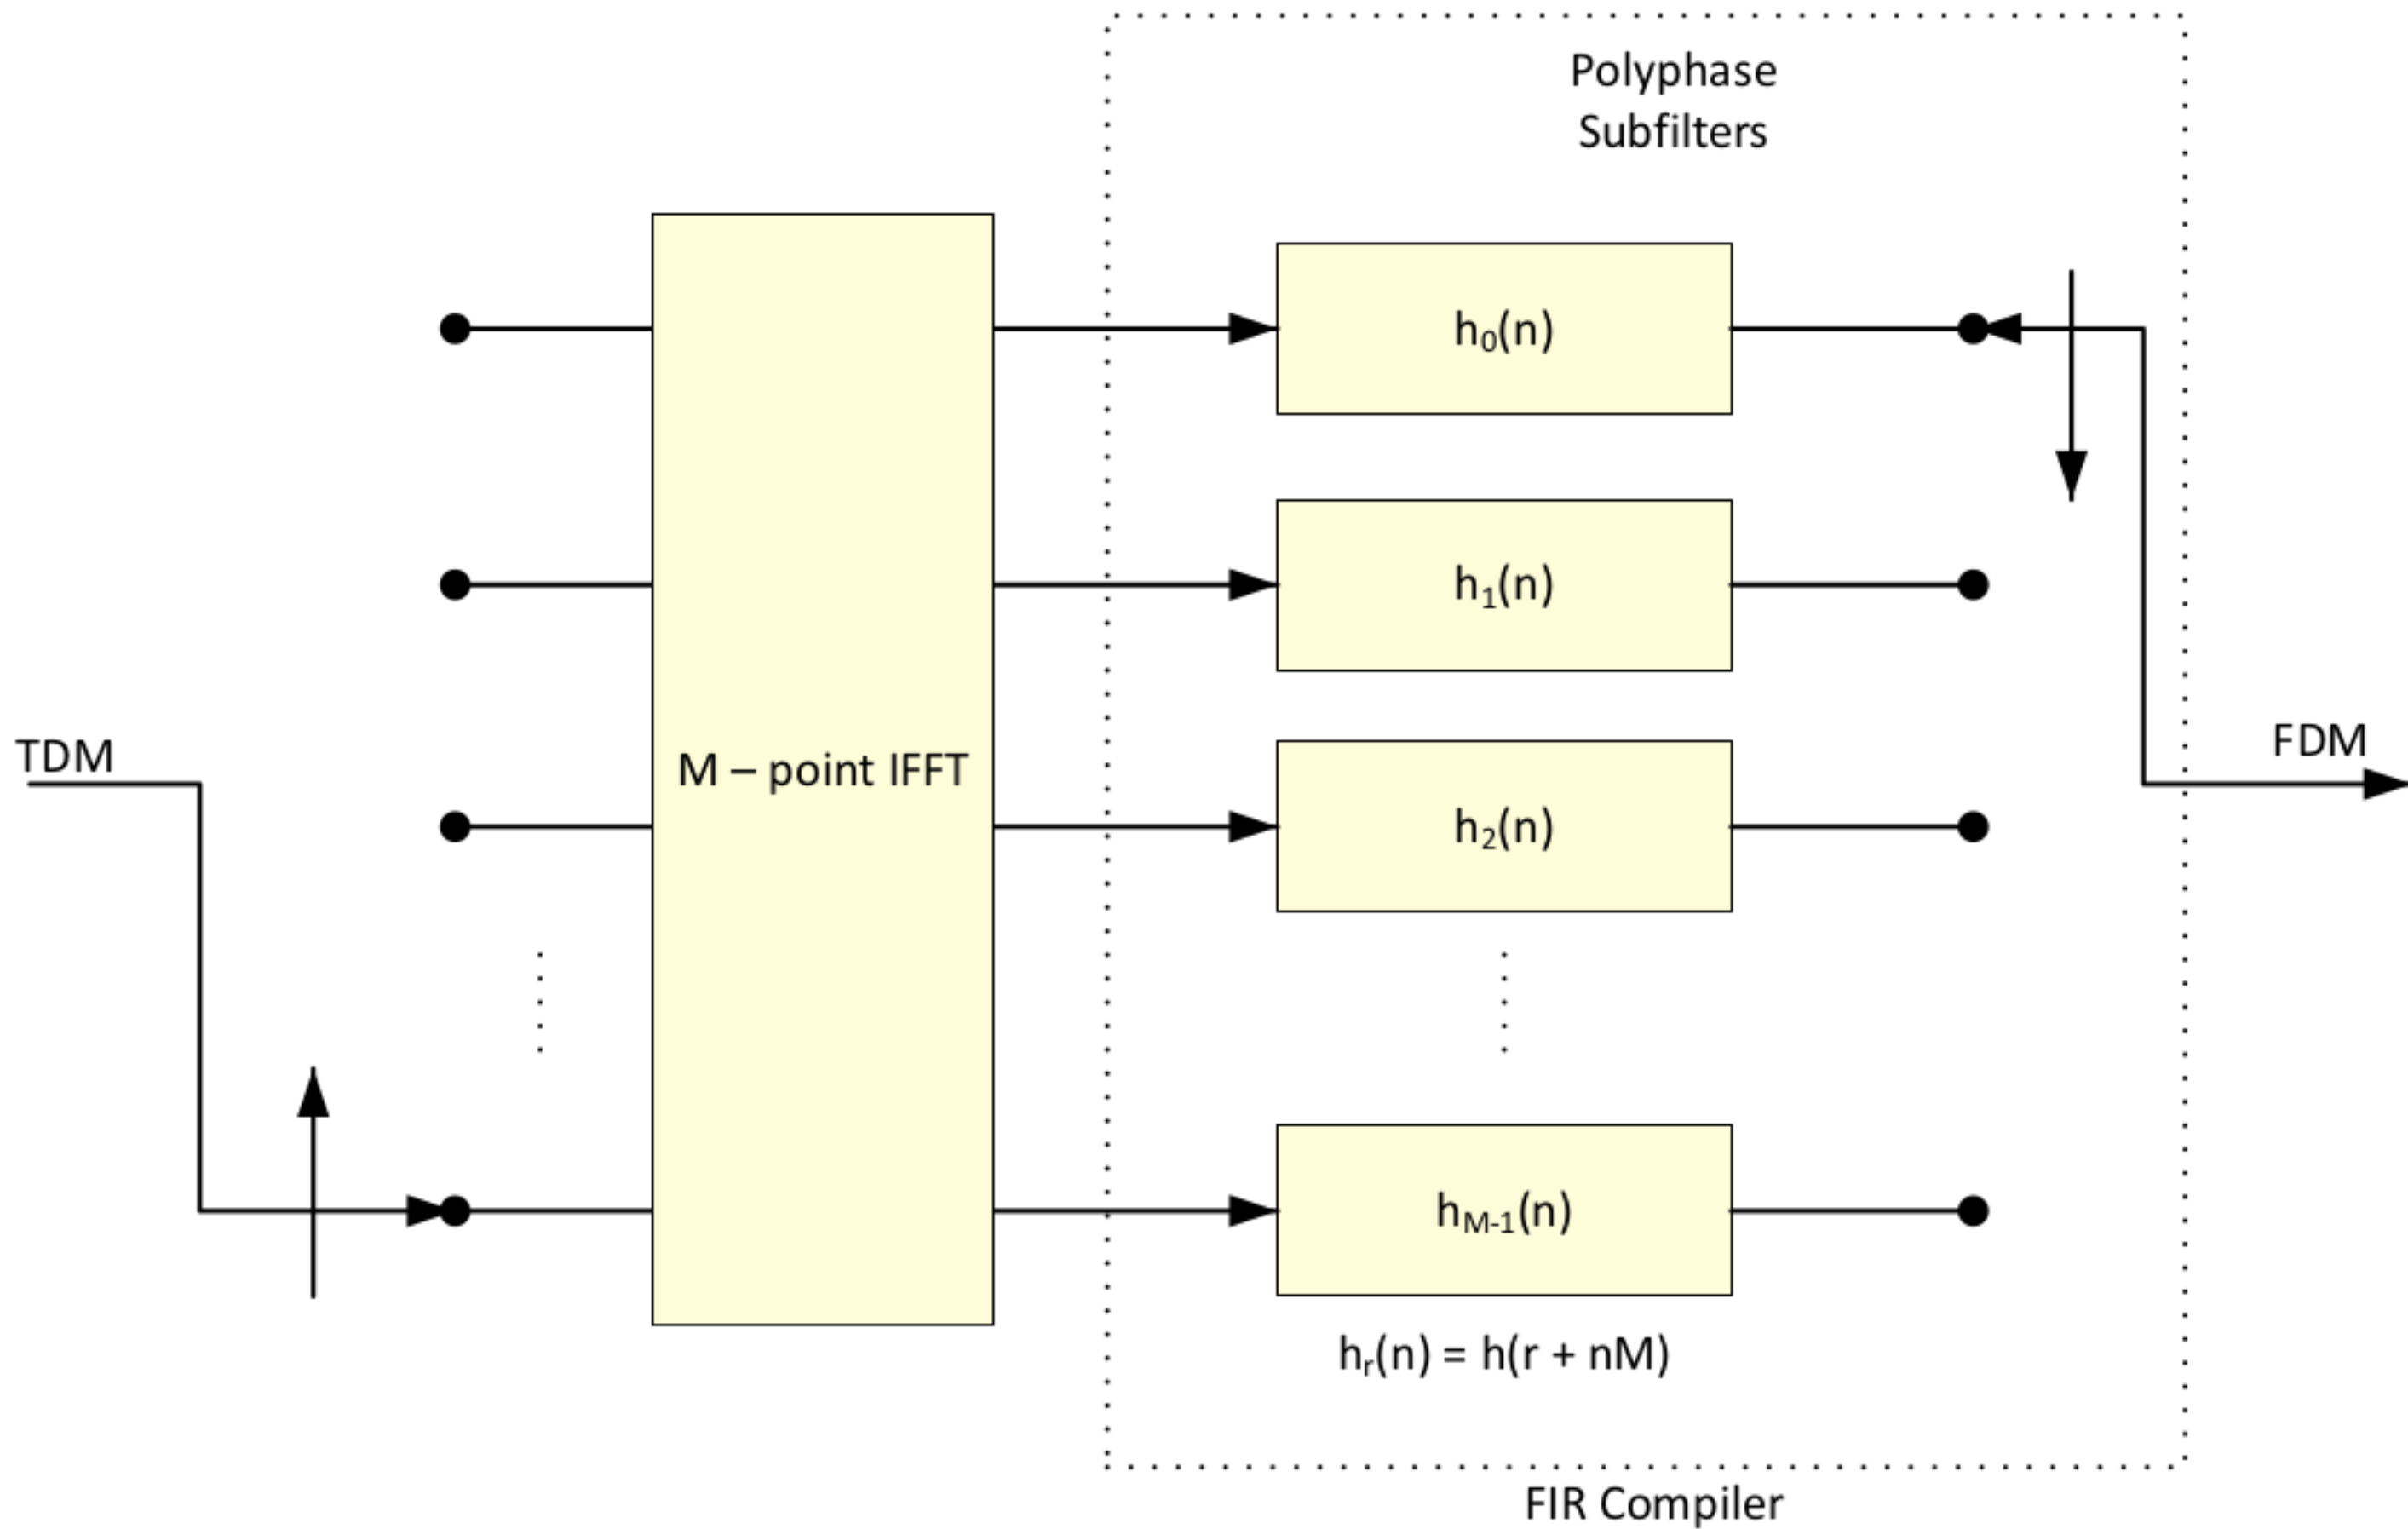 Polyphase
Subfilters
h₀(n)
h₁(n)
TDM
M – point IFFT
FDM
h₂(n)
hM-1(n)
hᵣ(n) = h(r + nM)
FIR Compiler